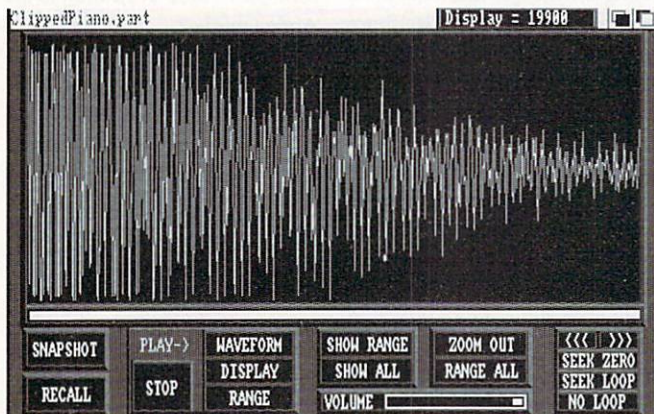 ClippedPiano.part
Display = 19900
SNAPSHOT
RECALL
PLAY->
STOP
WAVEFORM
DISPLAY
RANGE
SHOW RANGE
SHOW ALL
ZOOM OUT
RANGE ALL
VOLUME
<<< >>>
SEEK ZERO
SEEK LOOP
NO LOOP